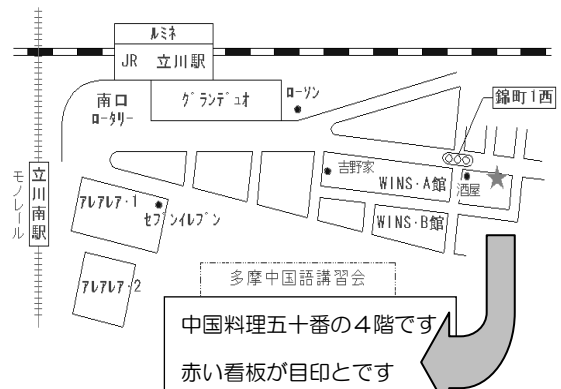 ルミネ
JR 立川駅
南口
ロータリー
グランデュオ
ローソン
錦町1西
立川南駅
モノレール
アレアレア・1
セブンイレブン
吉野家
WINS・A館
酒屋
WINS・B館
アレアレア・2
多摩中国語講習会
中国料理五十番の４階です
赤い看板が目印とです